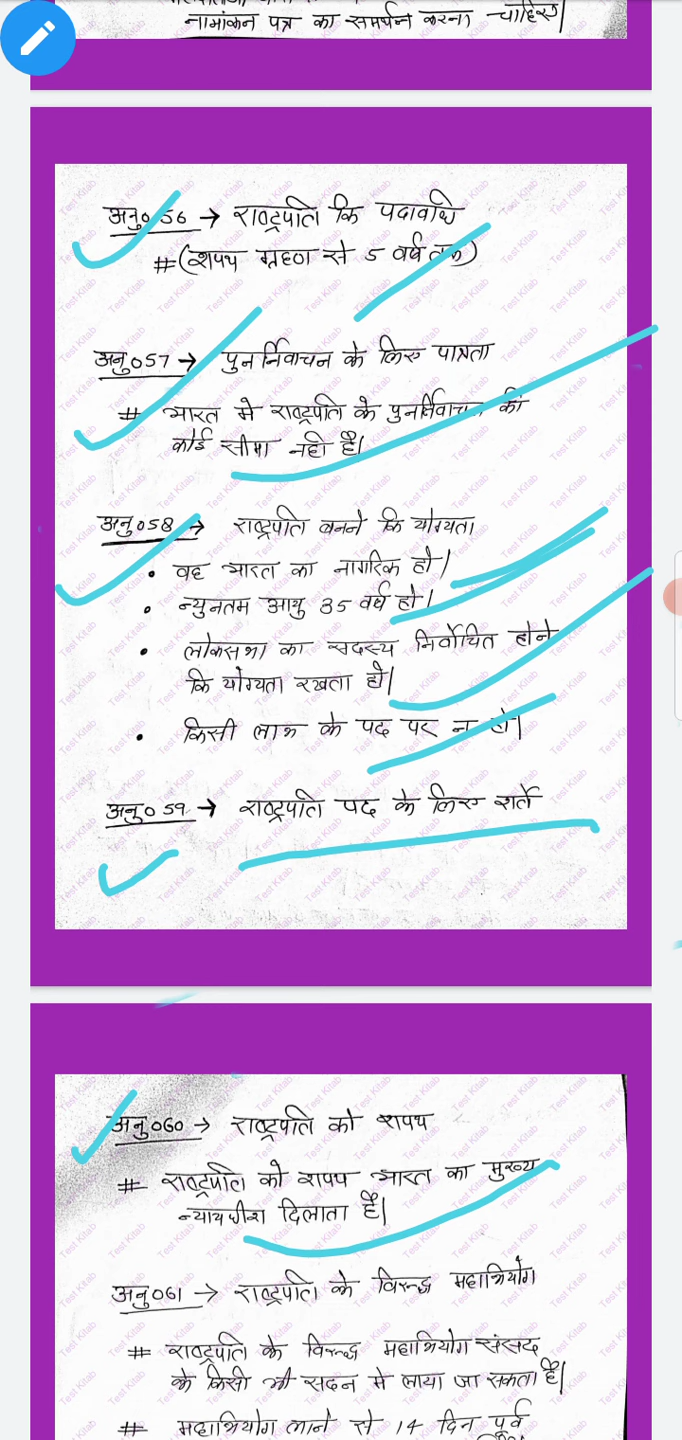 नामांकन पत्र का समर्थन करना चाहिए|
अनु० 56 → राष्ट्रपति कि पदावधि
# (शपथ ग्रहण से 5 वर्ष तक)
अनु० 57 → पुनर्निवाचन के लिए पात्रता
# भारत मे राष्ट्रपति के पुनर्निवाचन की
कोई सीमा नही है|
अनु० 58 → राष्ट्रपति बनने कि योग्यता
• वह भारत का नागरिक हो|
• न्युनतम आयु 35 वर्ष हो|
• लोकसभा का सदस्य निर्वाचित होने
कि योग्यता रखता हो|
• किसी लाभ के पद पर न हो|
अनु० 59 → राष्ट्रपति पद के लिए शर्ते
अनु० 60 → राष्ट्रपति को शपथ
# राष्ट्रपति को शपथ भारत का मुख्य
न्यायधीश दिलाता है|
अनु० 61 → राष्ट्रपति के विरुद्ध महाभियोग
# राष्ट्रपति के विरुद्ध महाभियोग संसद
के किसी भी सदन मे लाया जा सकता है|
# महाभियोग लाने से 14 दिन पूर्व